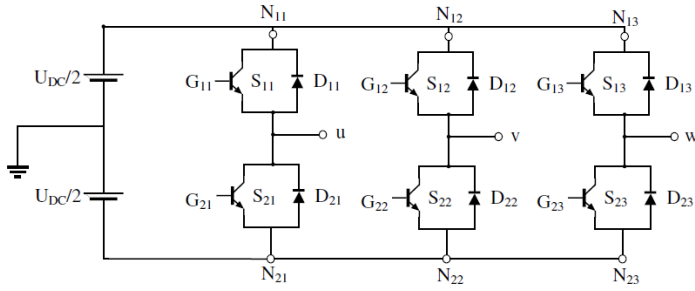 N11 N12 N13
UDC/2 G11 S11 D11 G12 S12 D12 G13 S13 D13
u v w
UDC/2 G21 S21 D21 G22 S22 D22 G23 S23 D23
N21 N22 N23